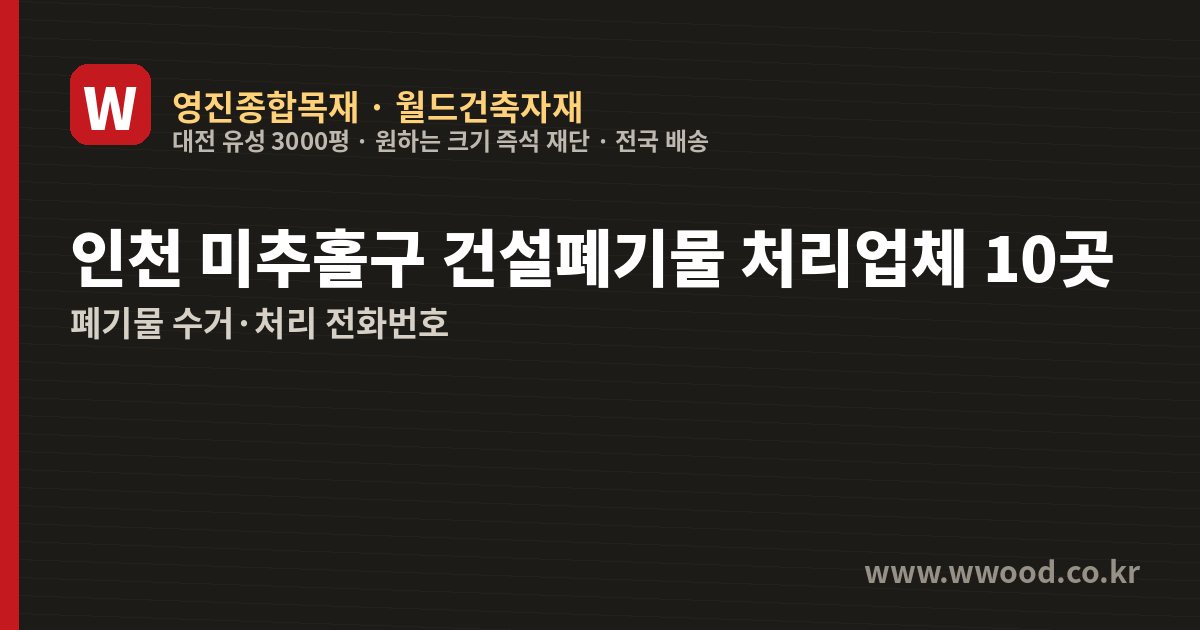 W
영진종합목재 · 월드건축자재
대전 유성 3000평 · 원하는 크기 즉석 재단 · 전국 배송
인천 미추홀구 건설폐기물 처리업체 10곳
폐기물 수거·처리 전화번호
www.wwood.co.kr